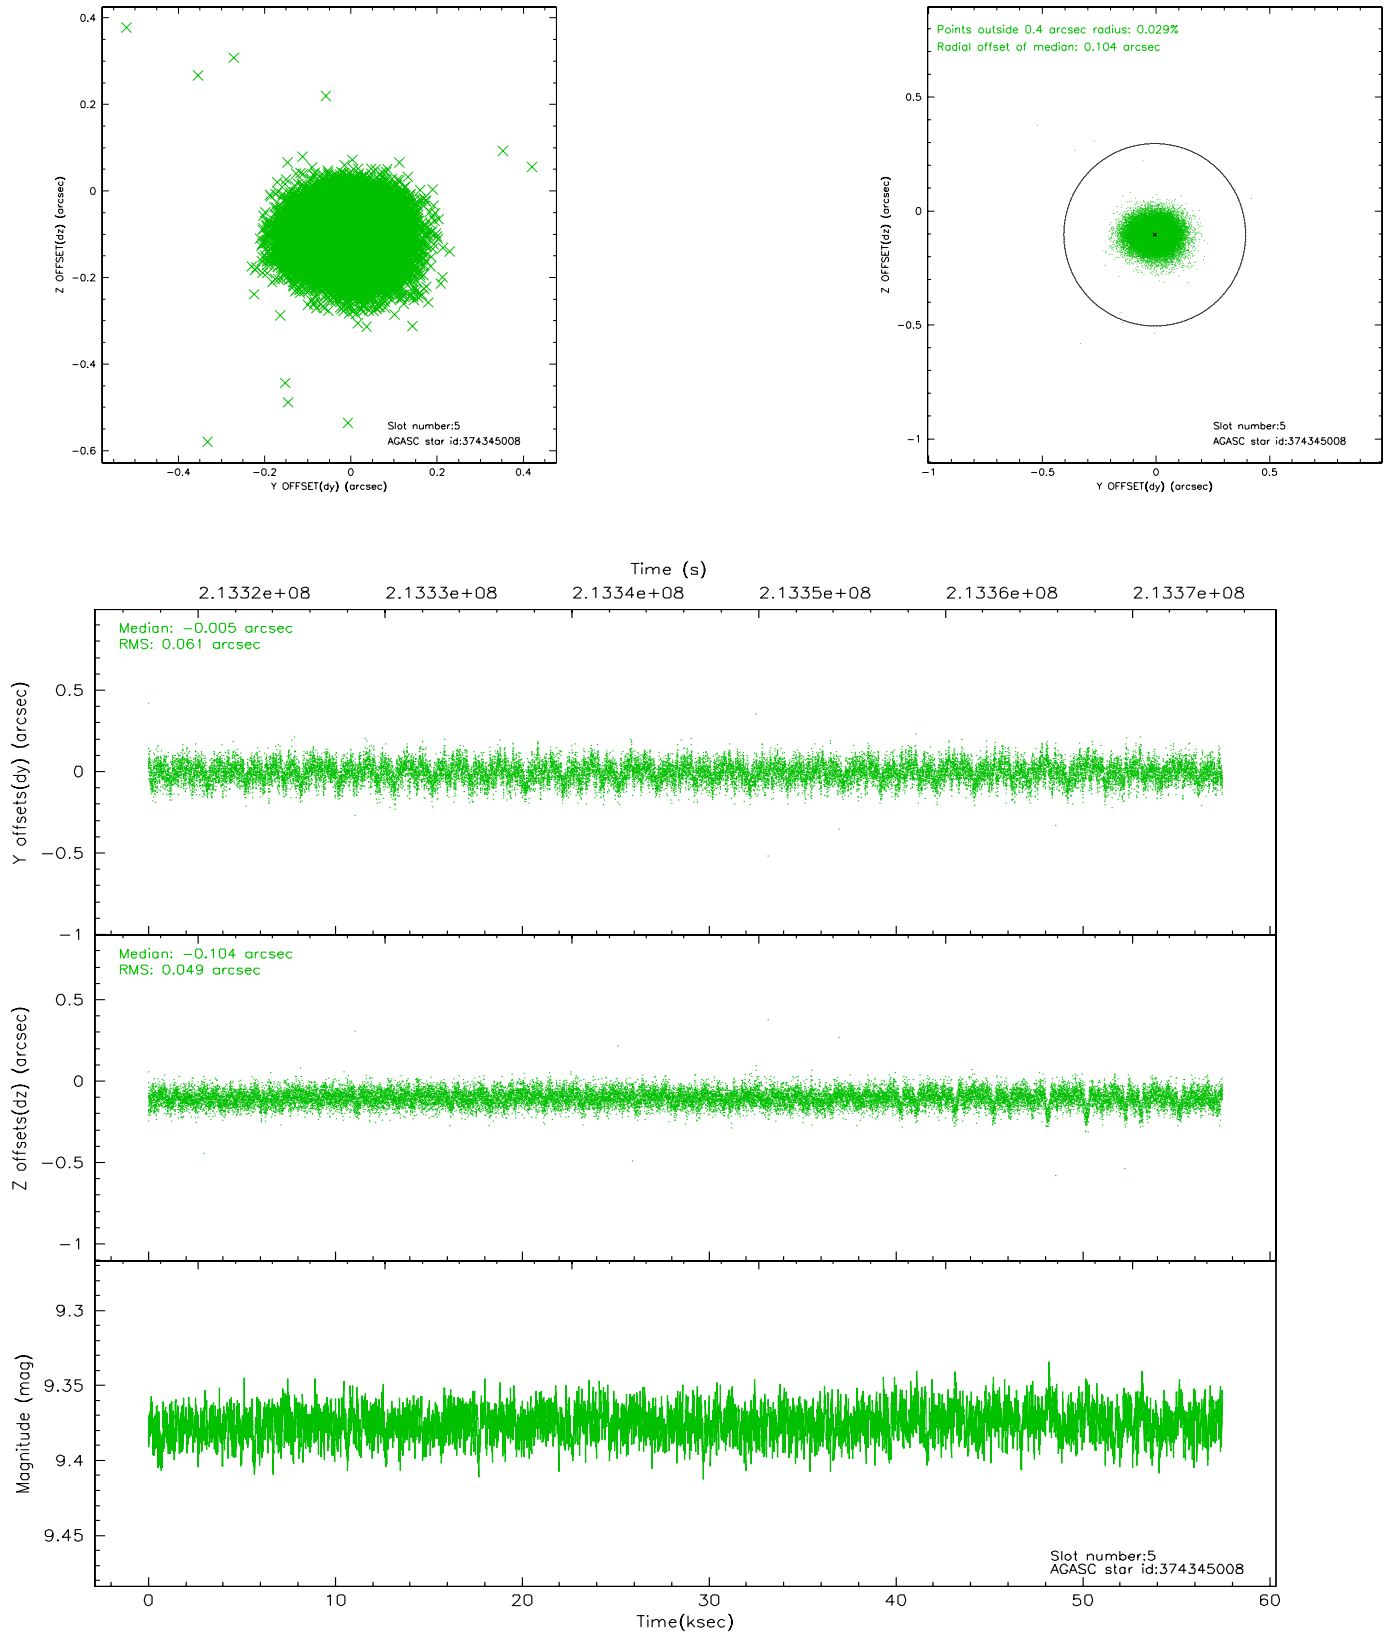 0.4
0.2
0
−0.2
−0.4
−0.6
Z OFFSET(dz) (arcsec)
Slot number:5
AGASC star id:374345008
−0.4
−0.2
0
0.2
0.4
Y OFFSET(dy) (arcsec)
Points outside 0.4 arcsec radius: 0.029%
Radial offset of median: 0.104 arcsec
0.5
0
−0.5
−1
Z OFFSET(dz) (arcsec)
Slot number:5
AGASC star id:374345008
−1
−0.5
0
0.5
Y OFFSET(dy) (arcsec)
Time (s)
2.1332e+08
2.1333e+08
2.1334e+08
2.1335e+08
2.1336e+08
2.1337e+08
Median: −0.005 arcsec
RMS: 0.061 arcsec
0.5
0
−0.5
−1
Y offsets(dy) (arcsec)
Median: −0.104 arcsec
RMS: 0.049 arcsec
0.5
0
−0.5
−1
Z offsets(dz) (arcsec)
9.3
9.35
9.4
9.45
Magnitude (mag)
Slot number:5
AGASC star id:374345008
0
10
20
30
40
50
60
Time(ksec)